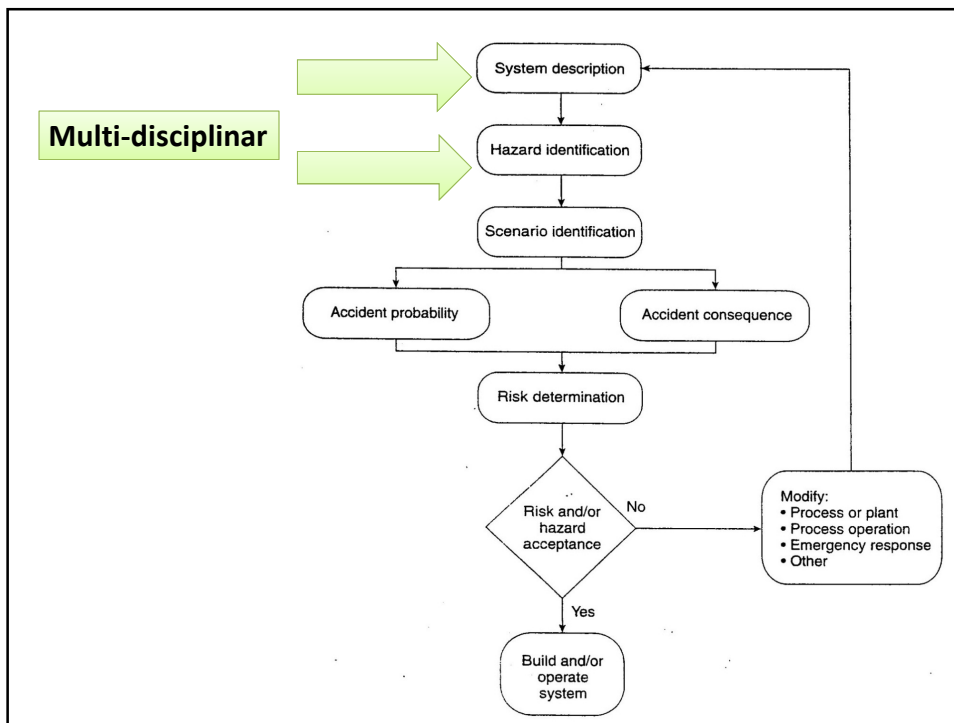 System description
Multi-disciplinar
Hazard identification
Scenario identification
Accident probability
Accident consequence
Risk determination
Risk and/or
hazard
acceptance
No
Modify:
• Process or plant
• Process operation
• Emergency response
• Other
Yes
Build and/or
operate
system